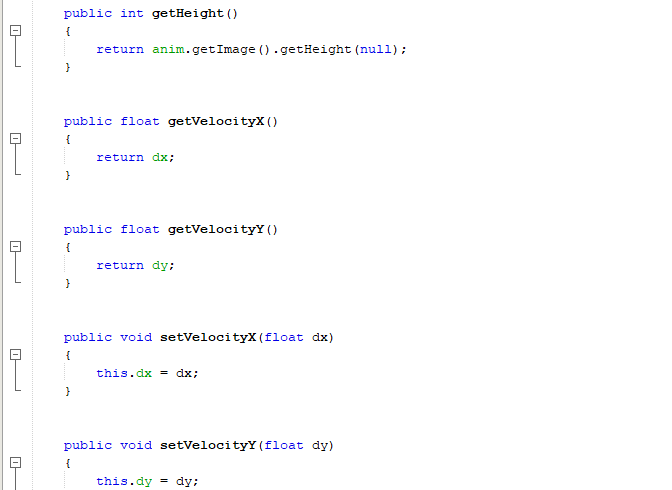 public int getHeight()
{
return anim.getImage().getHeight(null);
}
public float getVelocityX()
{
return dx;
}
public float getVelocityY()
{
return dy;
}
public void setVelocityX(float dx)
{
this.dx = dx;
}
public void setVelocityY(float dy)
{
this.dy = dy;